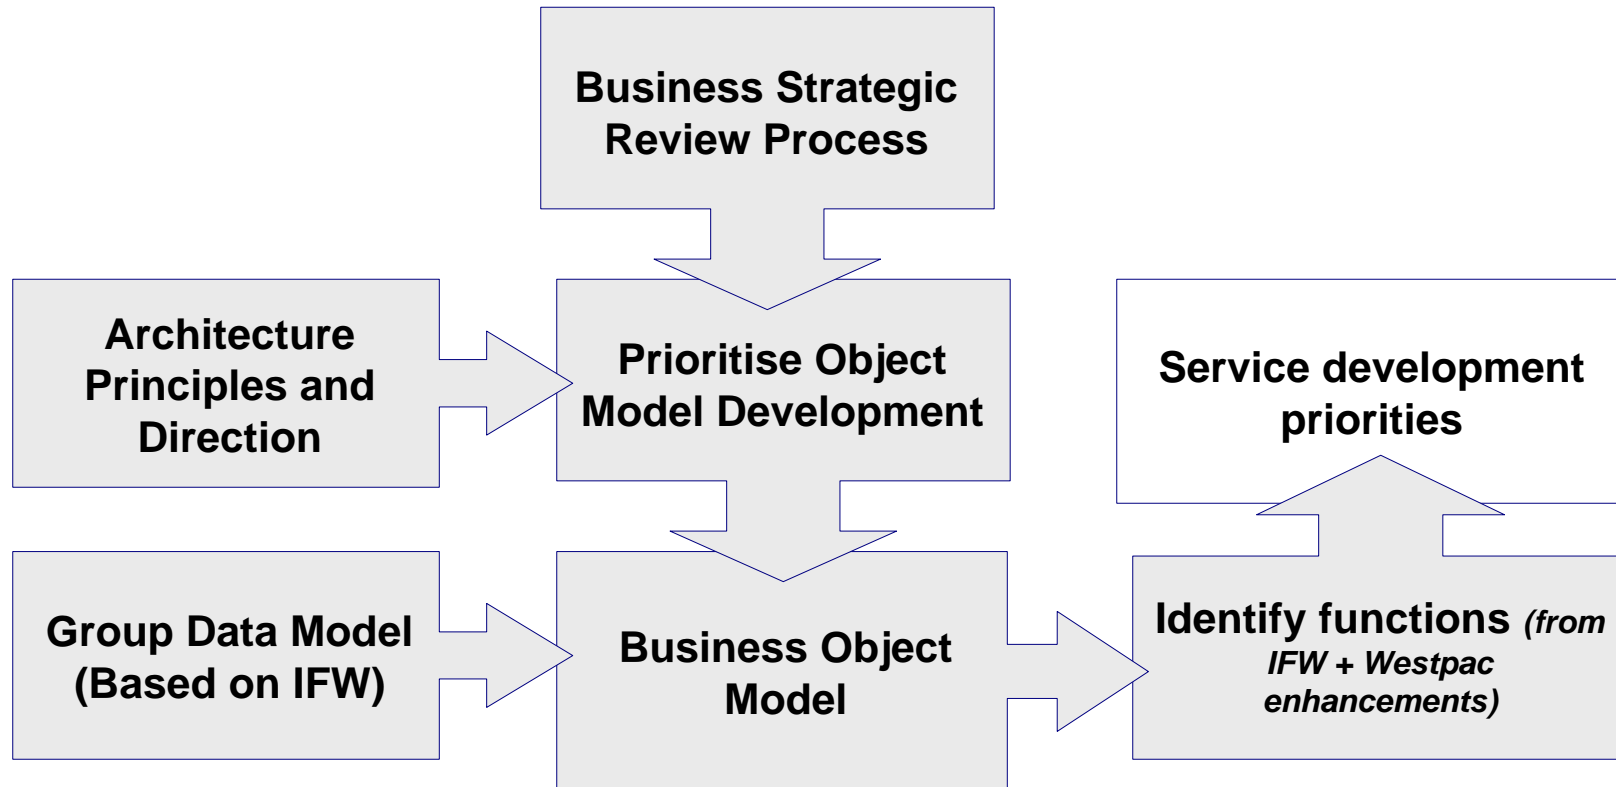 Business Strategic
Review Process
Architecture
Principles and
Direction
Prioritise Object
Model Development
Service development
priorities
Group Data Model
(Based on IFW)
Business Object
Model
Identify functions (from
IFW + Westpac
enhancements)